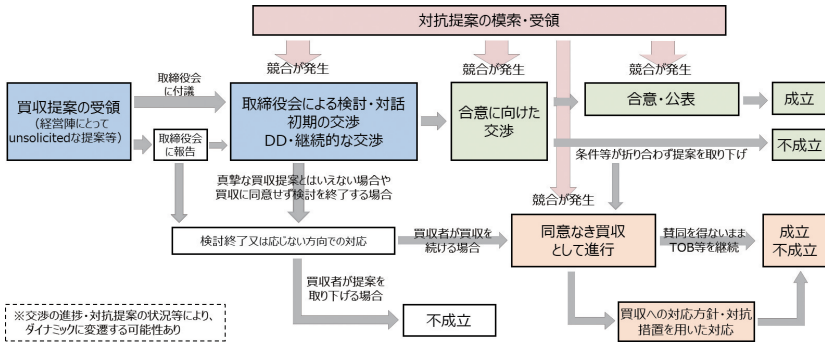 対抗提案の模索・受領
競合が発生
競合が発生
競合が発生
取締役会
に付議
買収提案の受領
（経営陣にとって
unsolicitedな提案等）
取締役会
に報告
取締役会による検討・対話
初期の交渉
DD・継続的な交渉
合意に向けた
交渉
合意・公表
成立
不成立
条件等が折り合わず提案を取り下げ
真摯な買収提案とはいえない場合や
買収に同意せず検討を終了する場合
競合が発生
検討終了又は応じない方向での対応
買収者が買収を
続ける場合
同意なき買収
として進行
賛同を得ないまま
TOB等を継続
成立
不成立
買収者が提案を
取り下げる場合
不成立
買収への対応方針・対抗
措置を用いた対応
※交渉の進捗・対抗提案の状況等により、
ダイナミックに変遷する可能性あり